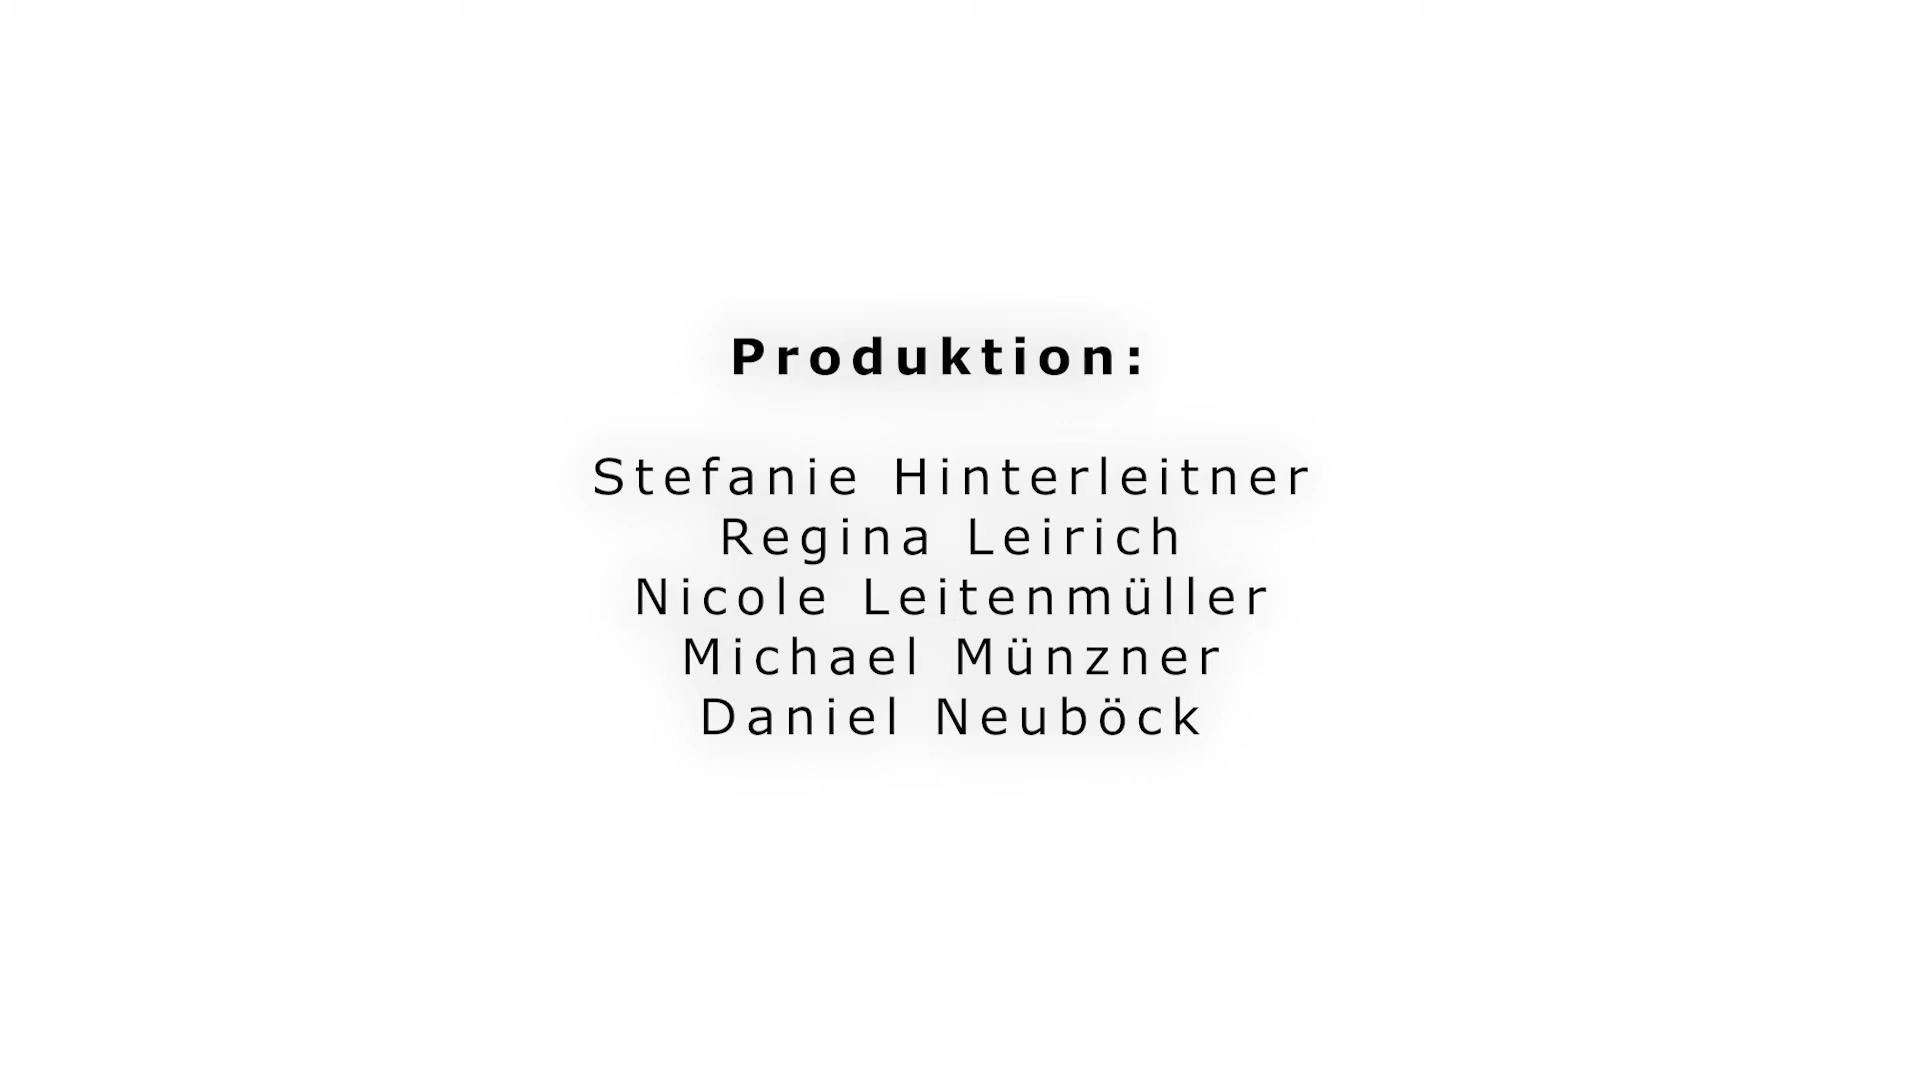 Produktion:
Stefanie Hinterleitner
Regina Leirich
Nicole Leitenmüller
Michael Münzner
Daniel Neuböck